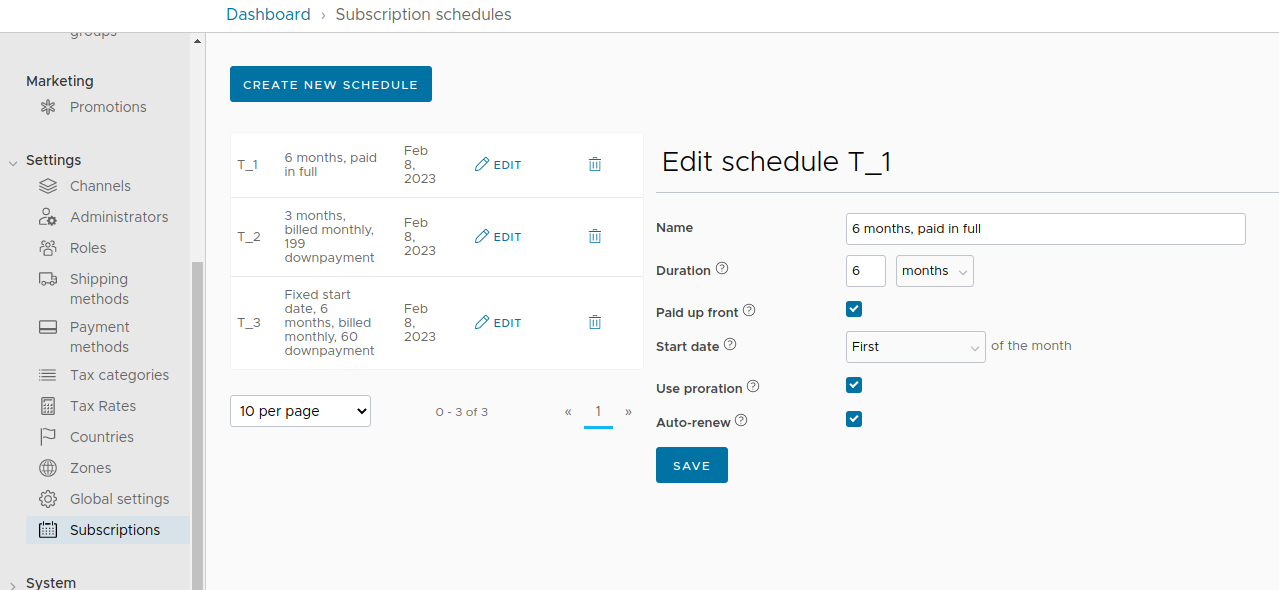 Dashboard › Subscription schedules
groups
Marketing
Promotions
Settings
Channels
Administrators
Roles
Shipping
methods
Payment
methods
Tax categories
Tax Rates
Countries
Zones
Global settings
Subscriptions
System
CREATE NEW SCHEDULE
T_1
6 months, paid
in full
Feb
8,
2023
EDIT
T_2
3 months,
billed monthly,
199
downpayment
Feb
8,
2023
EDIT
T_3
Fixed start
date, 6
months, billed
monthly, 60
downpayment
Feb
8,
2023
EDIT
10 per page
0 - 3 of 3
« 1 »
Edit schedule T_1
Name
6 months, paid in full
Duration ?
6 months
Paid up front ?
Start date ?
First of the month
Use proration ?
Auto-renew ?
SAVE